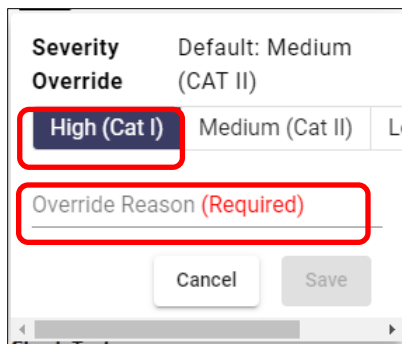 Severity Override Default: Medium (CAT II)
High (Cat I) Medium (Cat II)
Override Reason (Required)
Cancel Save